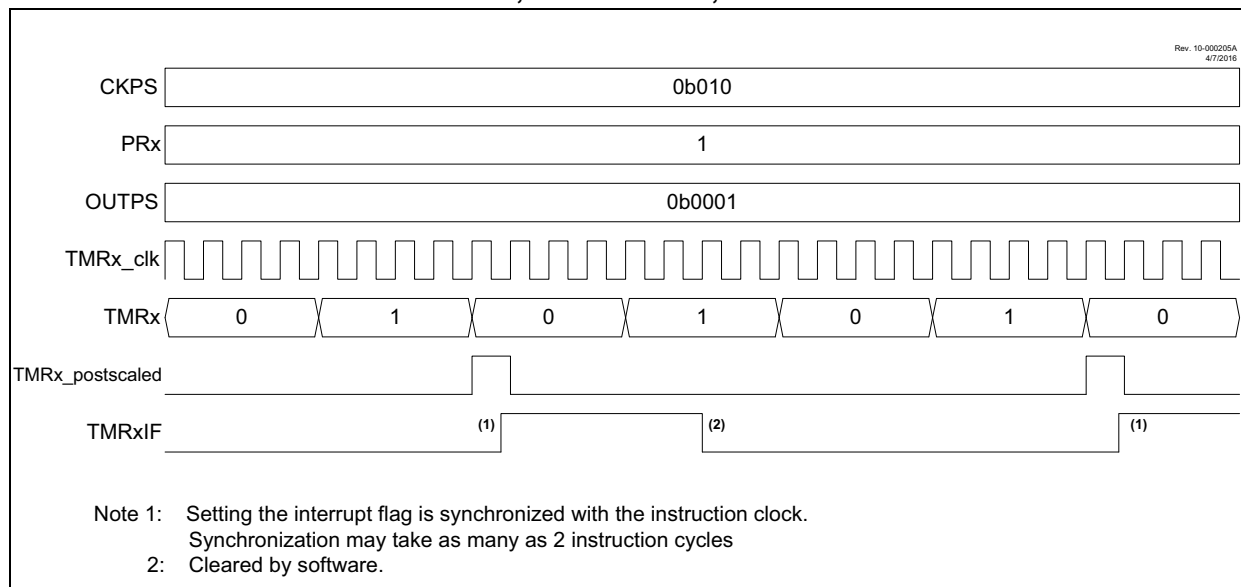 Rev. 10-000205A
4/7/2016
CKPS 0b010
PRx 1
OUTPS 0b0001
TMRx_clk
TMRx 0 1 0 1 0 1 0
TMRx_postscaled
TMRxIF (1) (2) (1)
Note 1: Setting the interrupt flag is synchronized with the instruction clock.
Synchronization may take as many as 2 instruction cycles
2: Cleared by software.